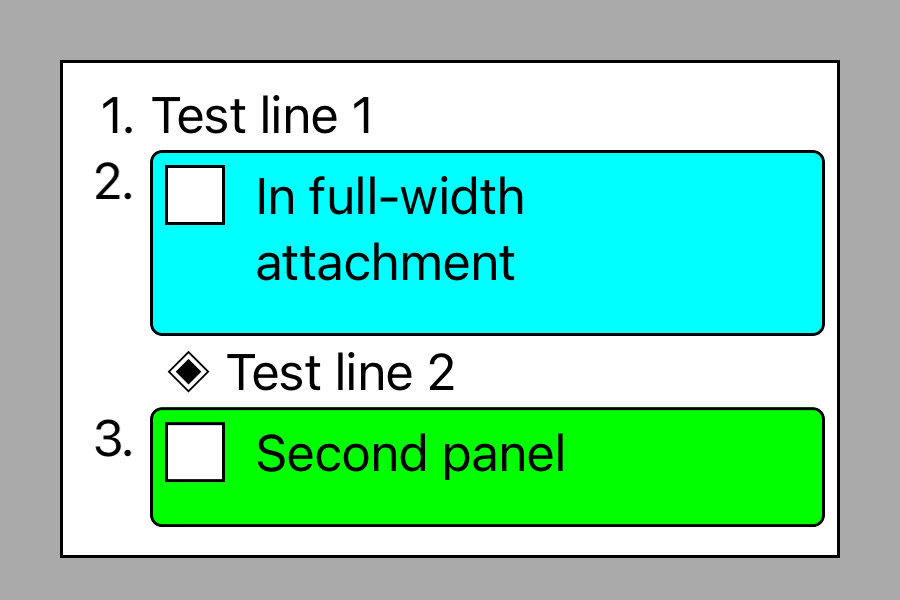 1. Test line 1
2. In full-width
attachment
◈ Test line 2
3. Second panel